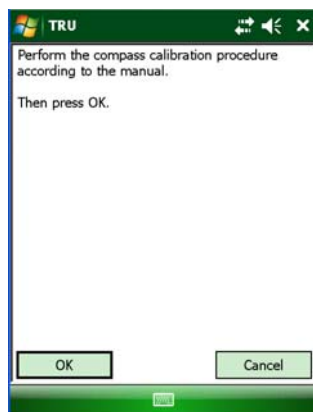 TRU
Perform the compass calibration procedure
according to the manual.
Then press OK.
OK
Cancel